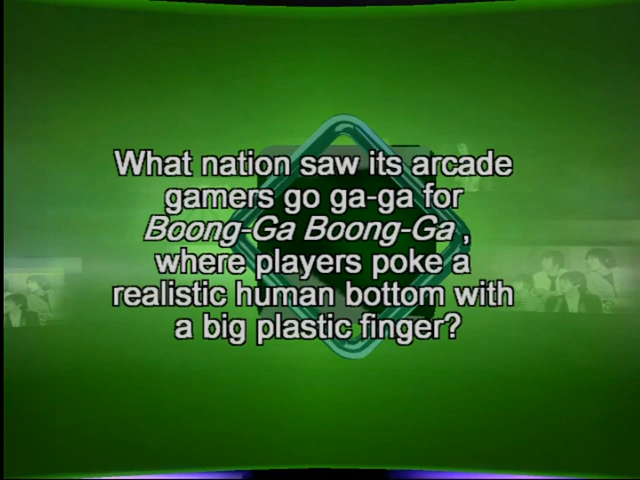 What nation saw its arcade
gamers go ga-ga for
Boong-Ga Boong-Ga ,
where players poke a
realistic human bottom with
a big plastic finger?